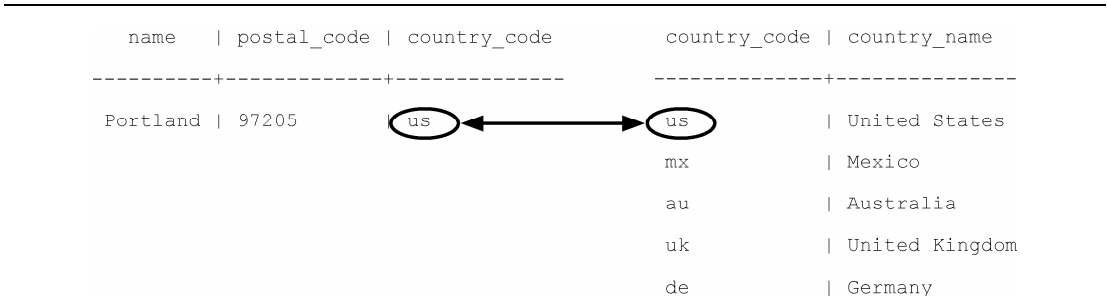 name | postal_code | country_code country_code | country_name
----------+-------------+-------------- --------------+---------------
Portland | 97205 | us us | United States
mx | Mexico
au | Australia
uk | United Kingdom
de | Germany